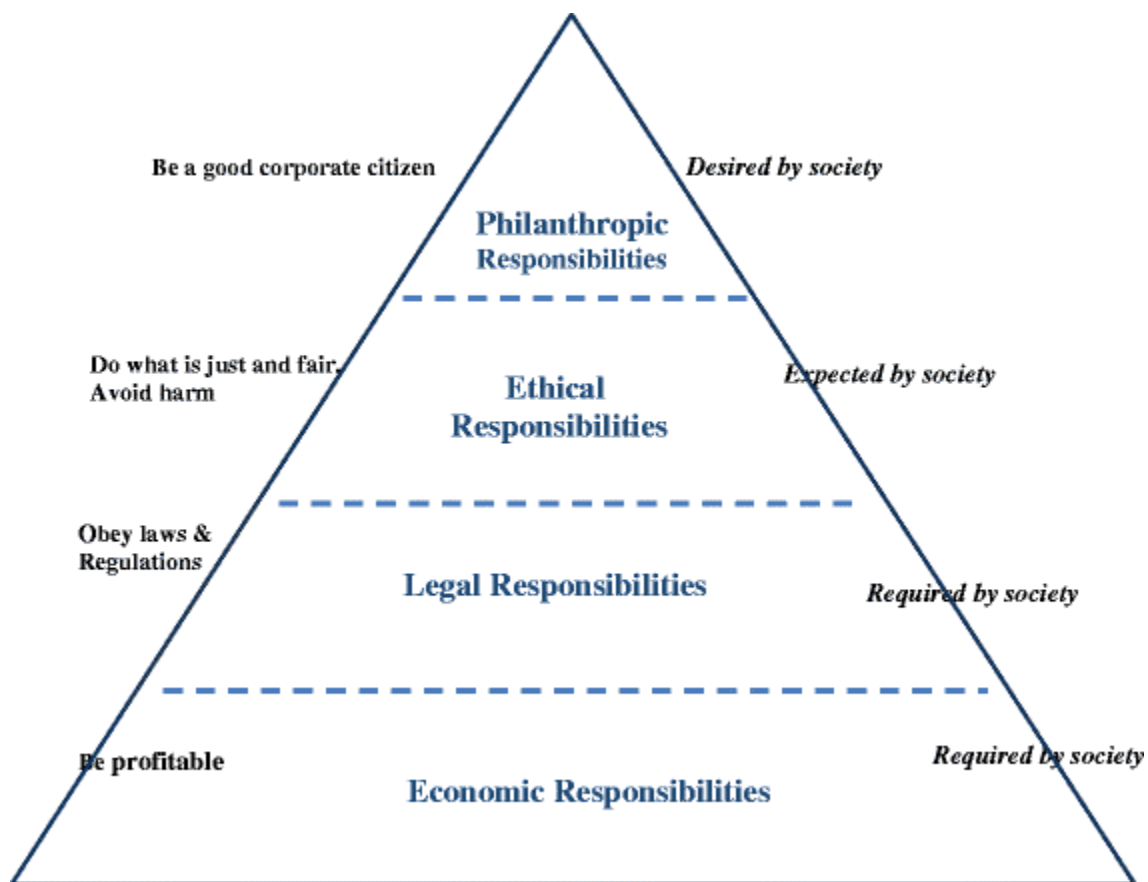 Be a good corporate citizen
Desired by society
Philanthropic
Responsibilities
Do what is just and fair,
Avoid harm
Expected by society
Ethical
Responsibilities
Obey laws &
Regulations
Legal Responsibilities
Required by society
Be profitable
Required by society
Economic Responsibilities